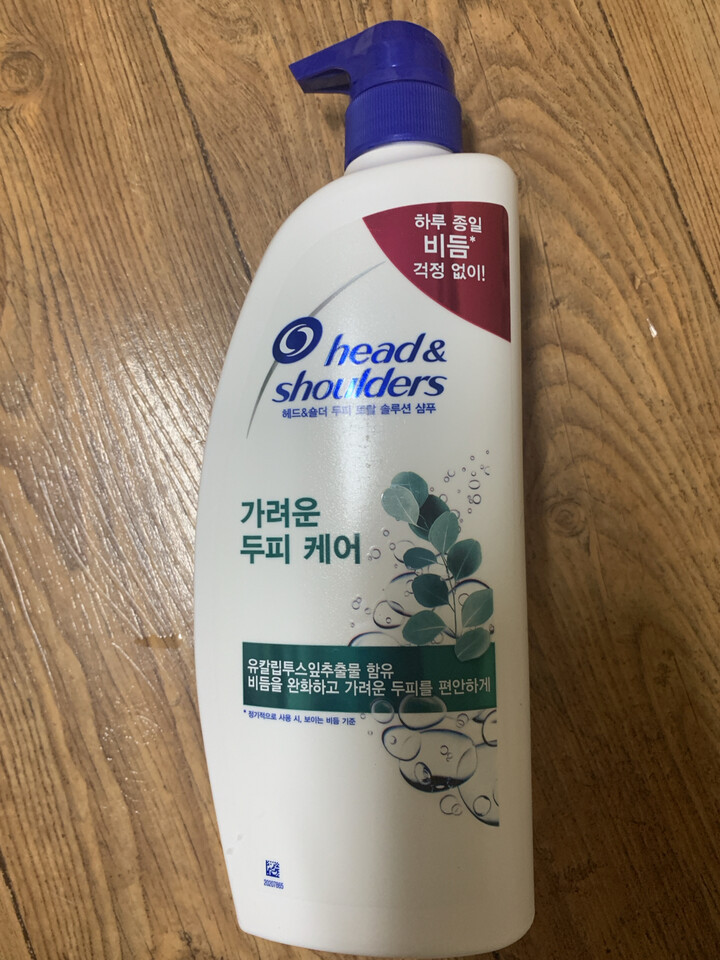 하루 종일
비듬*
걱정 없이!
head &
shoulders
헤드&숄더 두피 토탈 솔루션 샴푸
가려운
두피 케어
유칼립투스잎추출물 함유
비듬을 완화하고 가려운 두피를 편안하게
* 정기적으로 사용 시, 보이는 비듬 기준
20207865